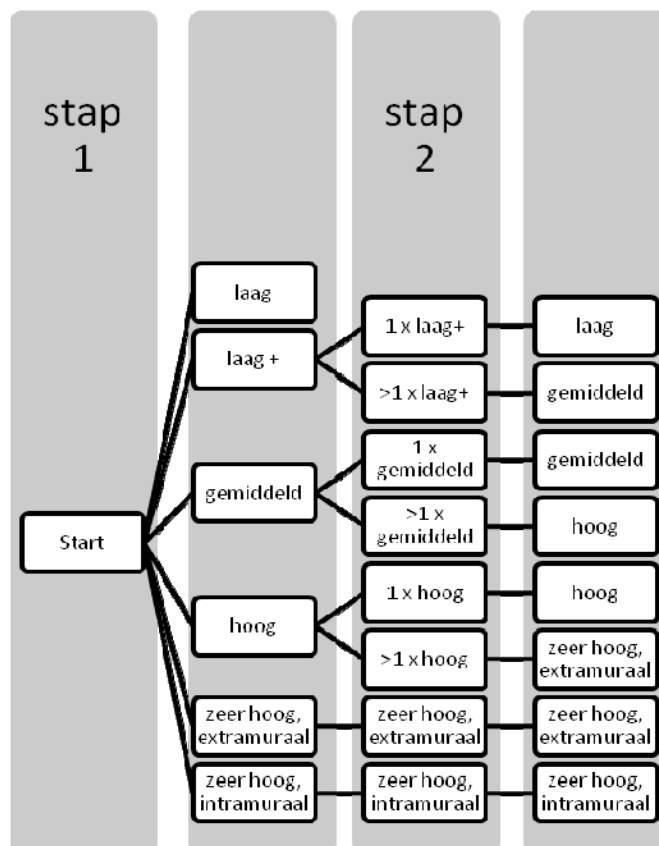 stap
1
stap
2
laag
1 x laag+
laag
laag +
>1 x laag+
gemiddeld
1 x
gemiddeld
gemiddeld
gemiddeld
>1 x
gemiddeld
hoog
Start
1 x hoog
hoog
hoog
>1 x hoog
zeer hoog,
extramuraal
zeer hoog,
extramuraal
zeer hoog,
extramuraal
zeer hoog,
extramuraal
zeer hoog,
intramuraal
zeer hoog,
intramuraal
zeer hoog,
intramuraal